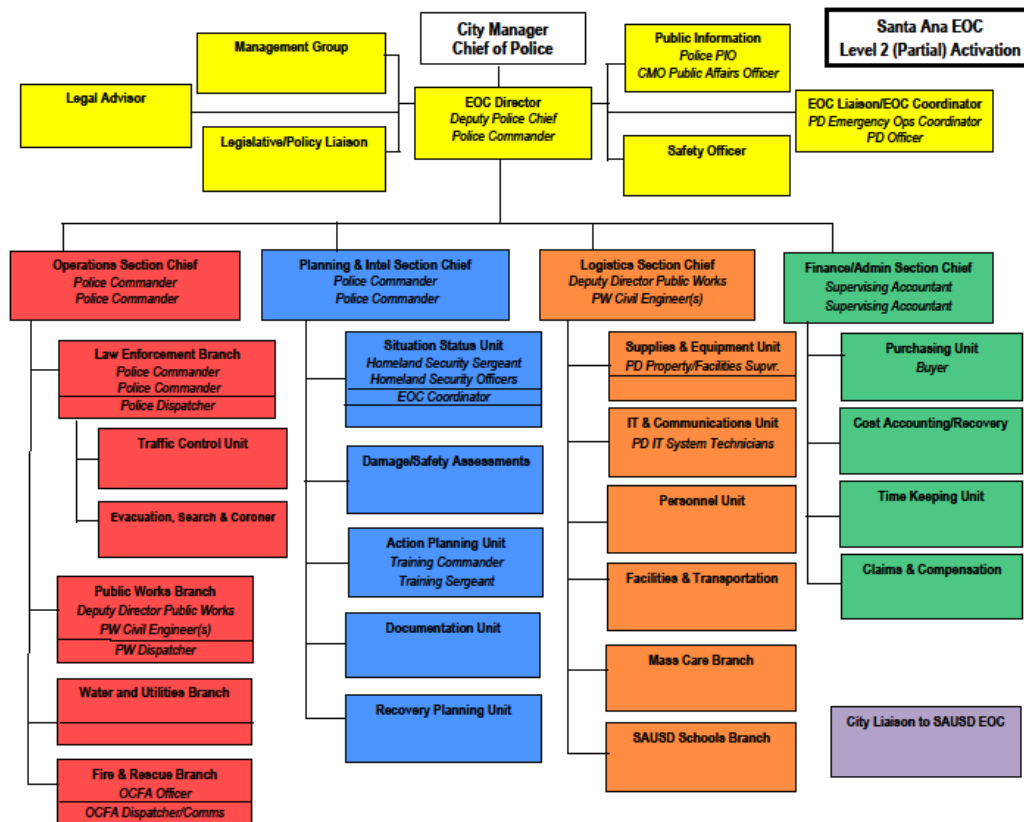 City Manager
Chief of Police
Santa Ana EOC
Level 2 (Partial) Activation
Management Group
Public Information
Police PIO
CMO Public Affairs Officer
Legal Advisor
EOC Director
Deputy Police Chief
Police Commander
EOC Liaison/EOC Coordinator
PD Emergency Ops Coordinator
PD Officer
Legislative/Policy Liaison
Safety Officer
Operations Section Chief
Police Commander
Police Commander
Planning & Intel Section Chief
Police Commander
Police Commander
Logistics Section Chief
Deputy Director Public Works
PW Civil Engineer(s)
Finance/Admin Section Chief
Supervising Accountant
Supervising Accountant
Law Enforcement Branch
Police Commander
Police Commander
Police Dispatcher
Traffic Control Unit
Evacuation, Search & Coroner
Public Works Branch
Deputy Director Public Works
PW Civil Engineer(s)
PW Dispatcher
Water and Utilities Branch
Fire & Rescue Branch
OCFA Officer
OCFA Dispatcher/Comms
Situation Status Unit
Homeland Security Sergeant
Homeland Security Officers
EOC Coordinator
Damage/Safety Assessments
Action Planning Unit
Training Commander
Training Sergeant
Documentation Unit
Recovery Planning Unit
Supplies & Equipment Unit
PD Property/Facilities Supvr.
IT & Communications Unit
PD IT System Technicians
Personnel Unit
Facilities & Transportation
Mass Care Branch
SAUSD Schools Branch
Purchasing Unit
Buyer
Cost Accounting/Recovery
Time Keeping Unit
Claims & Compensation
City Liaison to SAUSD EOC